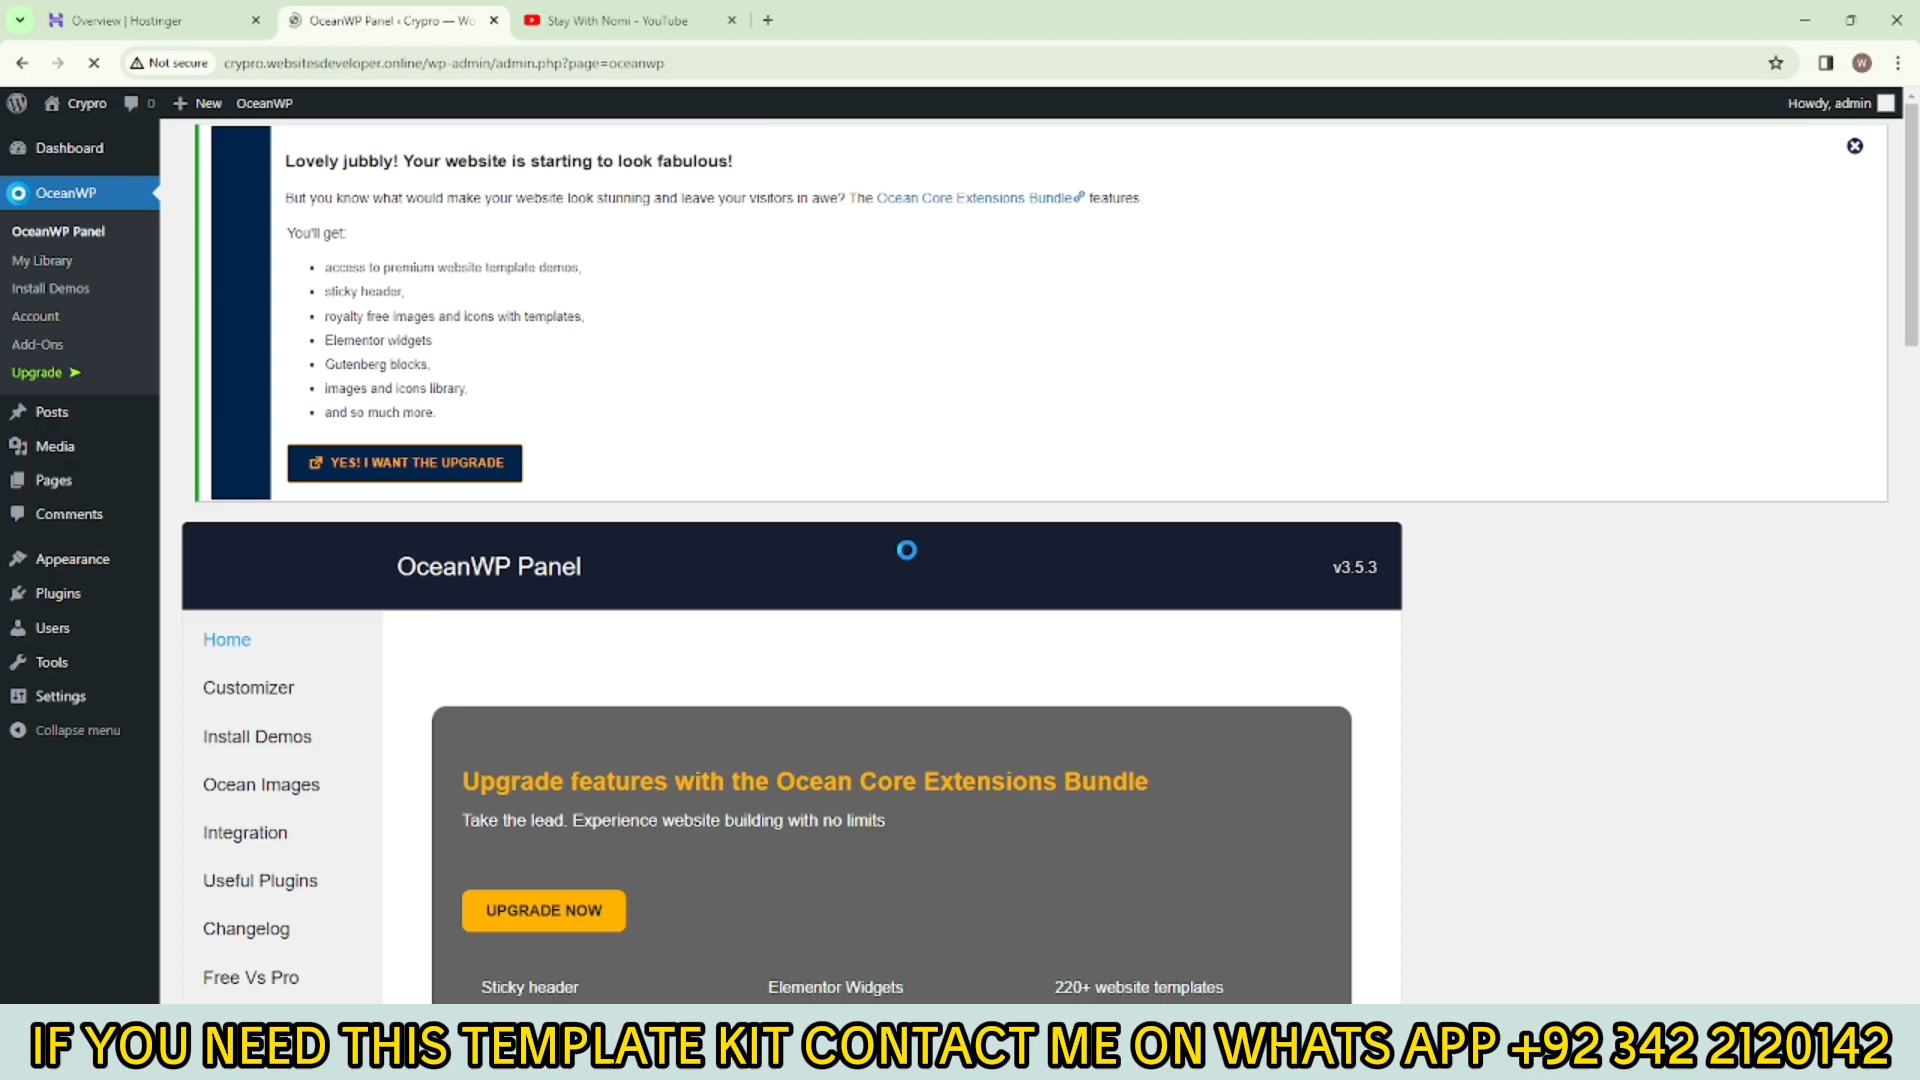 Overview | Hostinger
OceanWP Panel ‹ Crypro — Wo
Stay With Nomi - YouTube
Not secure
crypro.websitesdeveloper.online/wp-admin/admin.php?page=oceanwp
W
Crypro
0
New
OceanWP
Howdy, admin
Dashboard
OceanWP
OceanWP Panel
My Library
Install Demos
Account
Add-Ons
Upgrade ➤
Posts
Media
Pages
Comments
Appearance
Plugins
Users
Tools
Settings
Collapse menu
Lovely jubbly! Your website is starting to look fabulous!
But you know what would make your website look stunning and leave your visitors in awe? The Ocean Core Extensions Bundle features.
You'll get:
• access to premium website template demos,
• sticky header,
• royalty free images and icons with templates,
• Elementor widgets
• Gutenberg blocks,
• images and icons library,
• and so much more.
YES! I WANT THE UPGRADE
OceanWP Panel
v3.5.3
Home
Customizer
Install Demos
Ocean Images
Integration
Useful Plugins
Changelog
Free Vs Pro
Upgrade features with the Ocean Core Extensions Bundle
Take the lead. Experience website building with no limits
UPGRADE NOW
Sticky header
Elementor Widgets
220+ website templates
IF YOU NEED THIS TEMPLATE KIT CONTACT ME ON WHATS APP +92 342 2120142